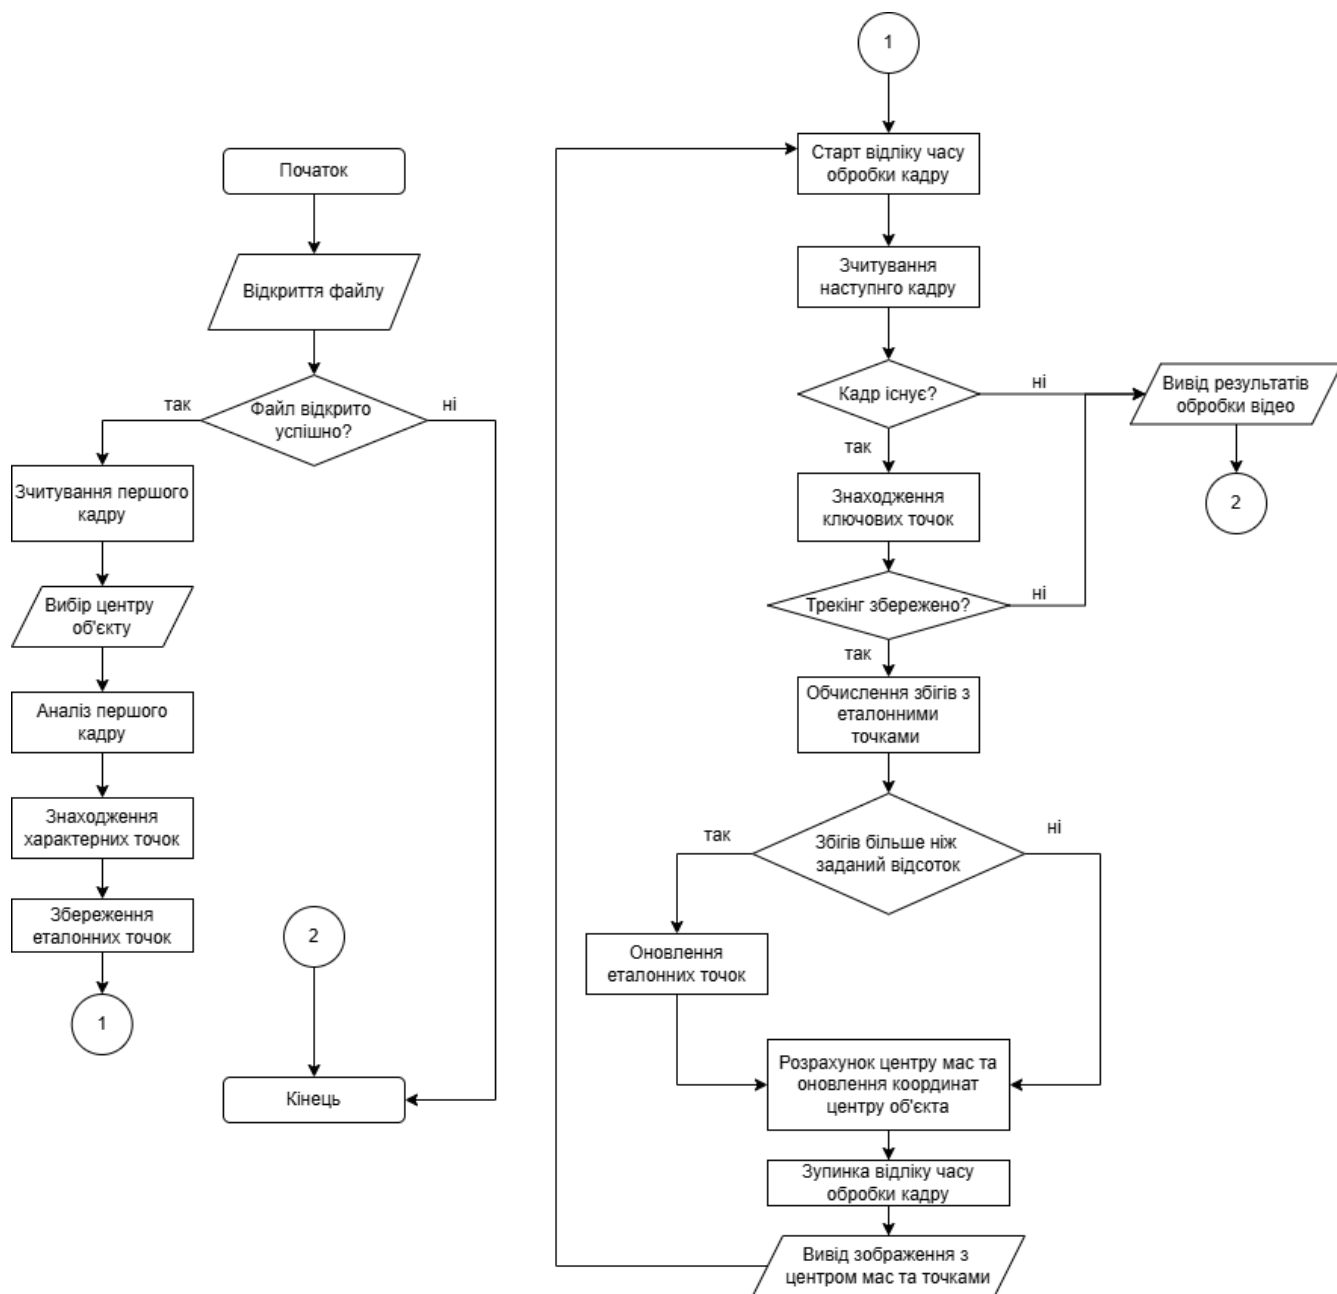 Початок
Відкриття файлу
Файл відкрито
успішно?
так
ні
Зчитування першого
кадру
Вибір центру
об'єкту
Аналіз першого
кадру
Знаходження
характерних точок
Збереження
еталонних точок
1
2
Кінець
1
Старт відліку часу
обробки кадру
Зчитування
наступнго кадру
Кадр існує?
ні
Вивід результатів
обробки відео
2
так
Знаходження
ключових точок
Трекінг збережено?
ні
так
Обчислення збігів з
еталонними
точками
Збігів більше ніж
заданий відсоток
так
ні
Оновлення
еталонних точок
Розрахунок центру мас та
оновлення координат
центру об'єкта
Зупинка відліку часу
обробки кадру
Вивід зображення з
центром мас та точками